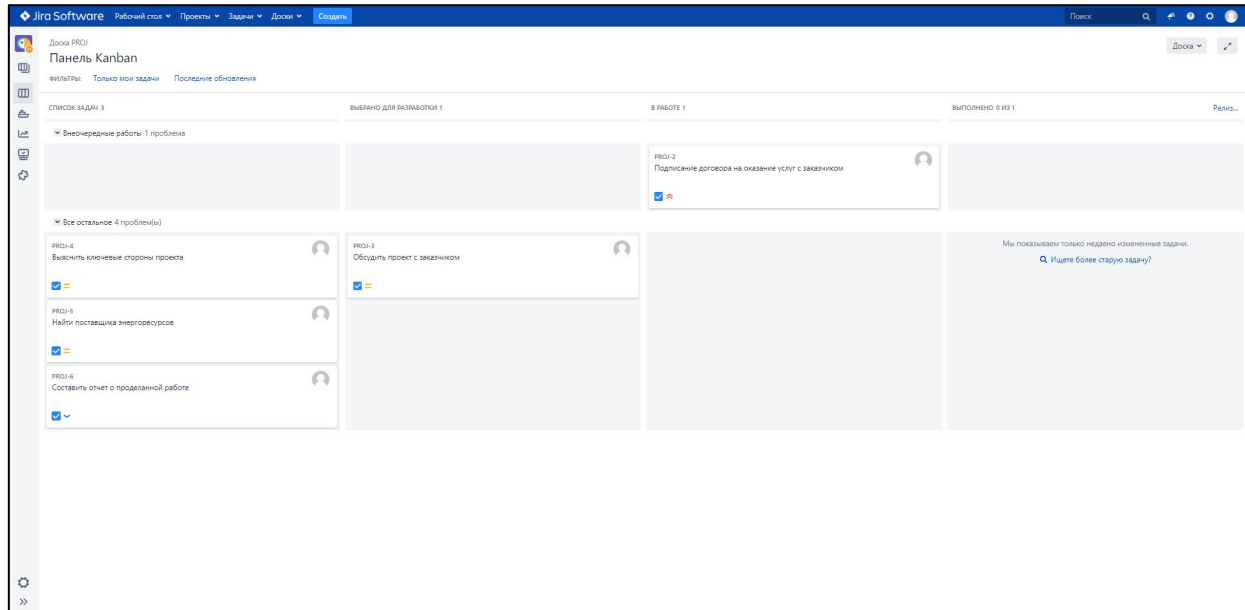 Jira Software Рабочий стол Проекты Задачи Доски Создать Поиск
Доска PROJ
Панель Kanban
Доска
ФИЛЬТРЫ: Только мои задачи Последние обновления
СПИСОК ЗАДАЧ 3 ВЫБРАНО ДЛЯ РАЗРАБОТКИ 1 В РАБОТЕ 1 ВЫПОЛНЕНО 0 ИЗ 1 Релиз...
Внеочередные работы 1 проблема
PROJ-2
Подписание договора на оказание услуг с заказчиком
Все остальное 4 проблем(ы)
PROJ-4
Выяснить ключевые стороны проекта
PROJ-5
Найти поставщика энергоресурсов
PROJ-6
Составить отчет о проделанной работе
PROJ-3
Обсудить проект с заказчиком
Мы показываем только недавно измененные задачи.
Ищете более старую задачу?